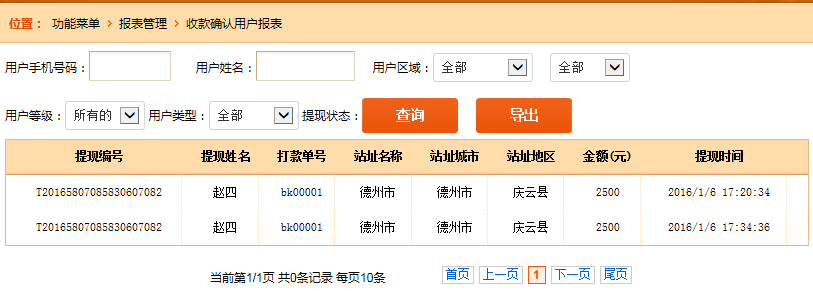 位置： 功能菜单 > 报表管理 > 收款确认用户报表
用户手机号码： 用户姓名： 用户区域： 全部 全部
用户等级： 所有的 用户类型： 全部 提现状态： 查询 导出
提现编号 提现姓名 打款单号 站址名称 站址城市 站址地区 金额(元) 提现时间
T20165807085830607082 赵四 bk00001 德州市 德州市 庆云县 2500 2016/1/6 17:20:34
T20165807085830607082 赵四 bk00001 德州市 德州市 庆云县 2500 2016/1/6 17:34:36
当前第1/1页 共0条记录 每页10条 首页 上一页 1 下一页 尾页